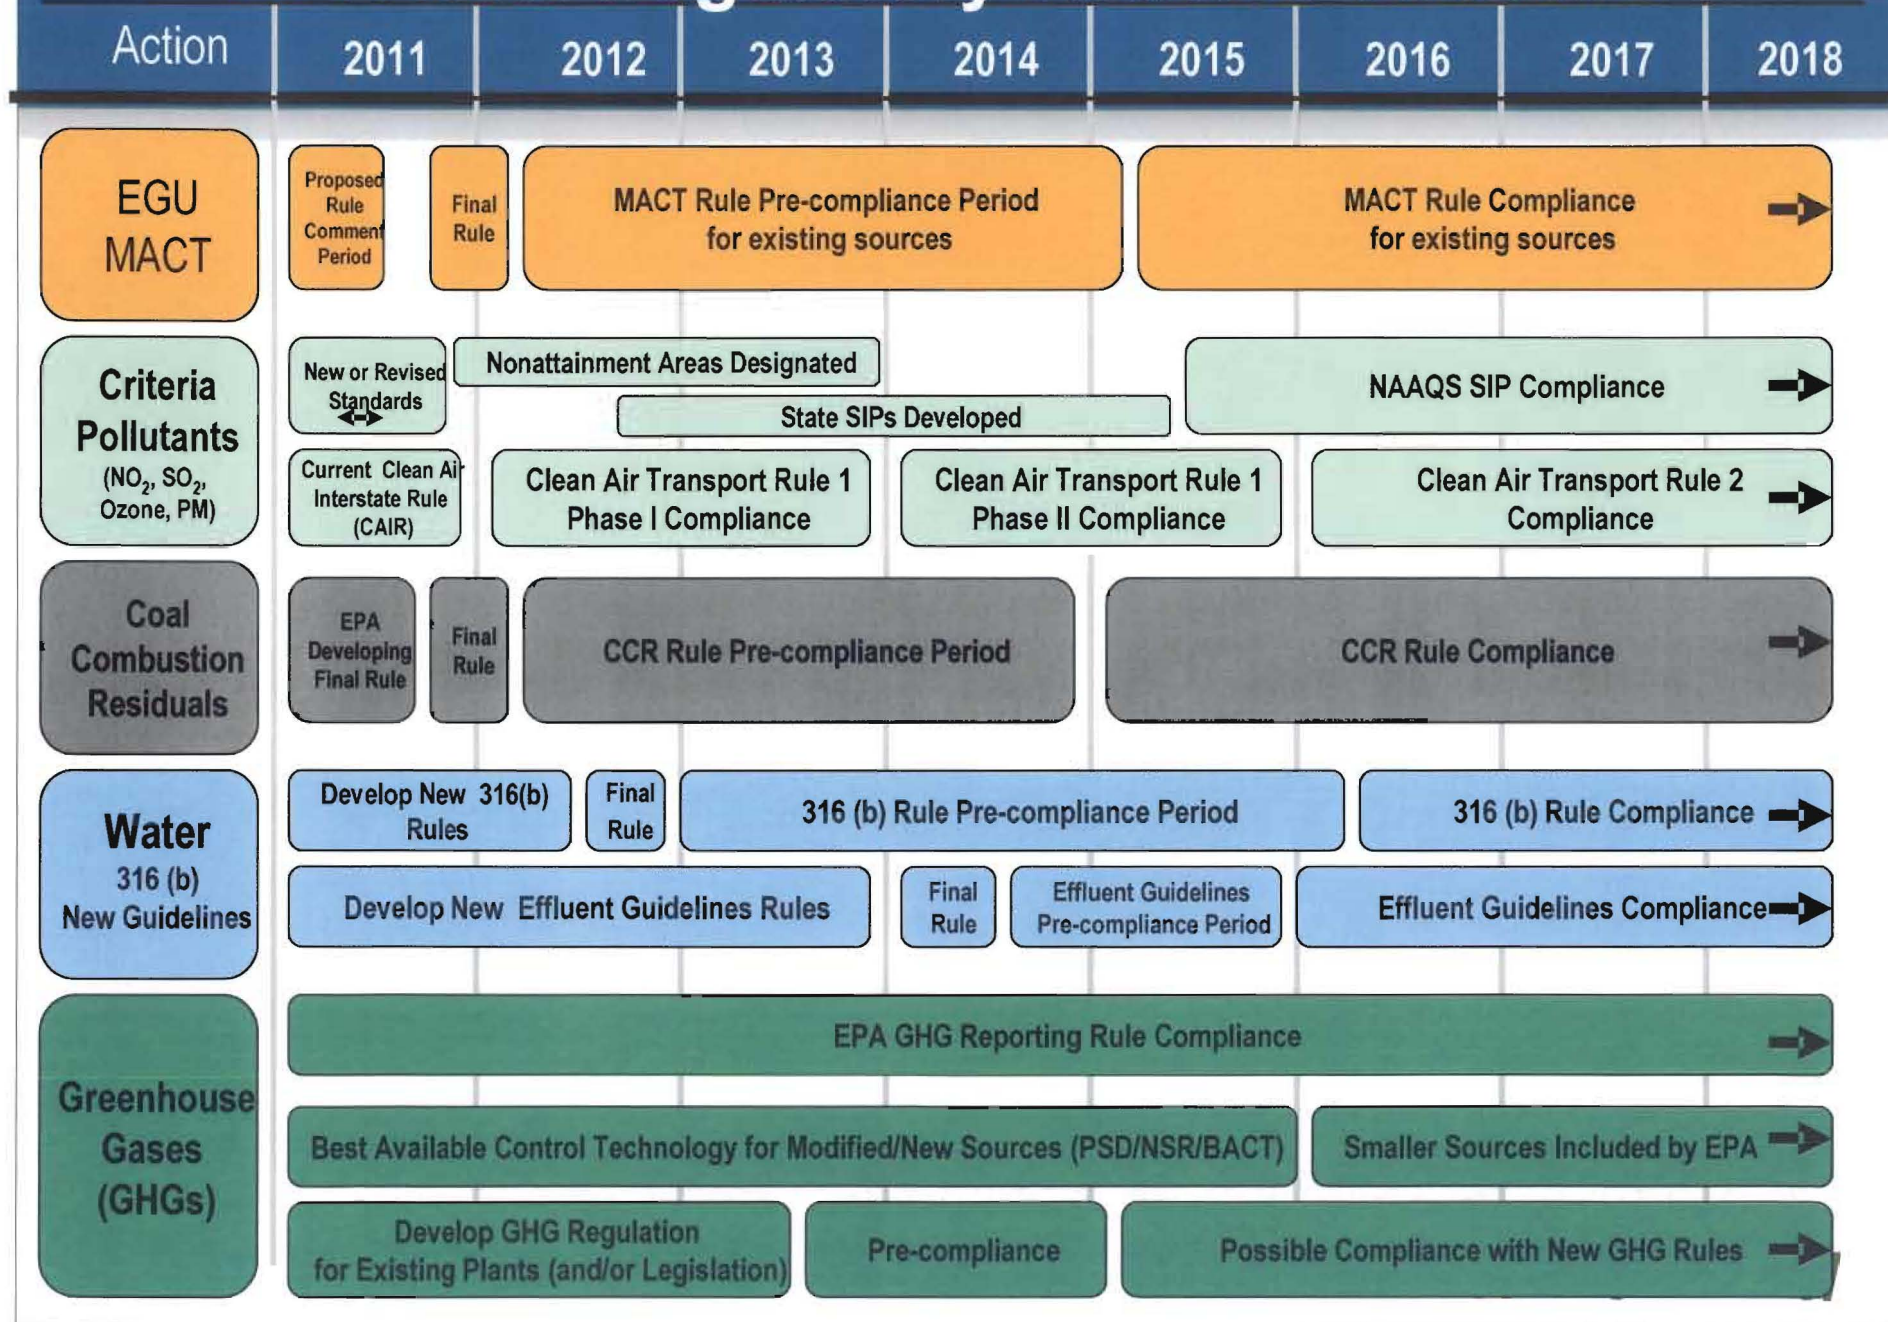 Action
2011
2012
2013
2014
2015
2016
2017
2018
EGU
MACT
Proposed
Rule
Comment
Period
Final
Rule
MACT Rule Pre-compliance Period
for existing sources
MACT Rule Compliance
for existing sources
Criteria
Pollutants
(NO₂, SO₂,
Ozone, PM)
New or Revised
Standards
Nonattainment Areas Designated
State SIPs Developed
NAAQS SIP Compliance
Current Clean Air
Interstate Rule
(CAIR)
Clean Air Transport Rule 1
Phase I Compliance
Clean Air Transport Rule 1
Phase II Compliance
Clean Air Transport Rule 2
Compliance
Coal
Combustion
Residuals
EPA
Developing
Final Rule
Final
Rule
CCR Rule Pre-compliance Period
CCR Rule Compliance
Water
316 (b)
New Guidelines
Develop New 316(b)
Rules
Final
Rule
316 (b) Rule Pre-compliance Period
316 (b) Rule Compliance
Develop New Effluent Guidelines Rules
Final
Rule
Effluent Guidelines
Pre-compliance Period
Effluent Guidelines Compliance
Greenhouse
Gases
(GHGs)
EPA GHG Reporting Rule Compliance
Best Available Control Technology for Modified/New Sources (PSD/NSR/BACT)
Smaller Sources Included by EPA
Develop GHG Regulation
for Existing Plants (and/or Legislation)
Pre-compliance
Possible Compliance with New GHG Rules